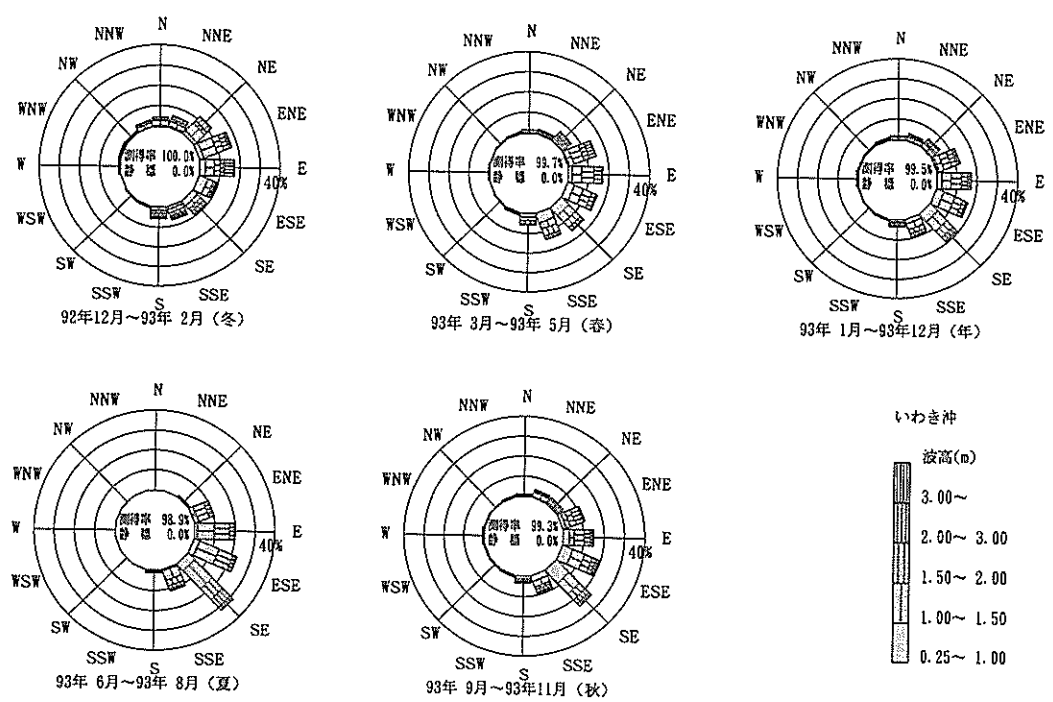 N
NNW
NNE
NW
NE
WNW
ENE
測得率 100.0%
静　穏 0.0%
W
E
40%
WSW
ESE
SW
SE
SSW
SSE
S
92年12月～93年 2月（冬）
N
NNW
NNE
NW
NE
WNW
ENE
測得率 99.7%
静　穏 0.0%
W
E
40%
WSW
ESE
SW
SE
SSW
SSE
S
93年 3月～93年 5月（春）
N
NNW
NNE
NW
NE
WNW
ENE
測得率 99.5%
静　穏 0.0%
W
E
40%
WSW
ESE
SW
SE
SSW
SSE
S
93年 1月～93年12月（年）
N
NNW
NNE
NW
NE
WNW
ENE
測得率 98.9%
静　穏 0.0%
W
E
40%
WSW
ESE
SW
SE
SSW
SSE
S
93年 6月～93年 8月（夏）
N
NNW
NNE
NW
NE
WNW
ENE
測得率 99.3%
静　穏 0.0%
W
E
40%
WSW
ESE
SW
SE
SSW
SSE
S
93年 9月～93年11月（秋）
いわき沖
波高(m)
3.00～
2.00～ 3.00
1.50～ 2.00
1.00～ 1.50
0.25～ 1.00